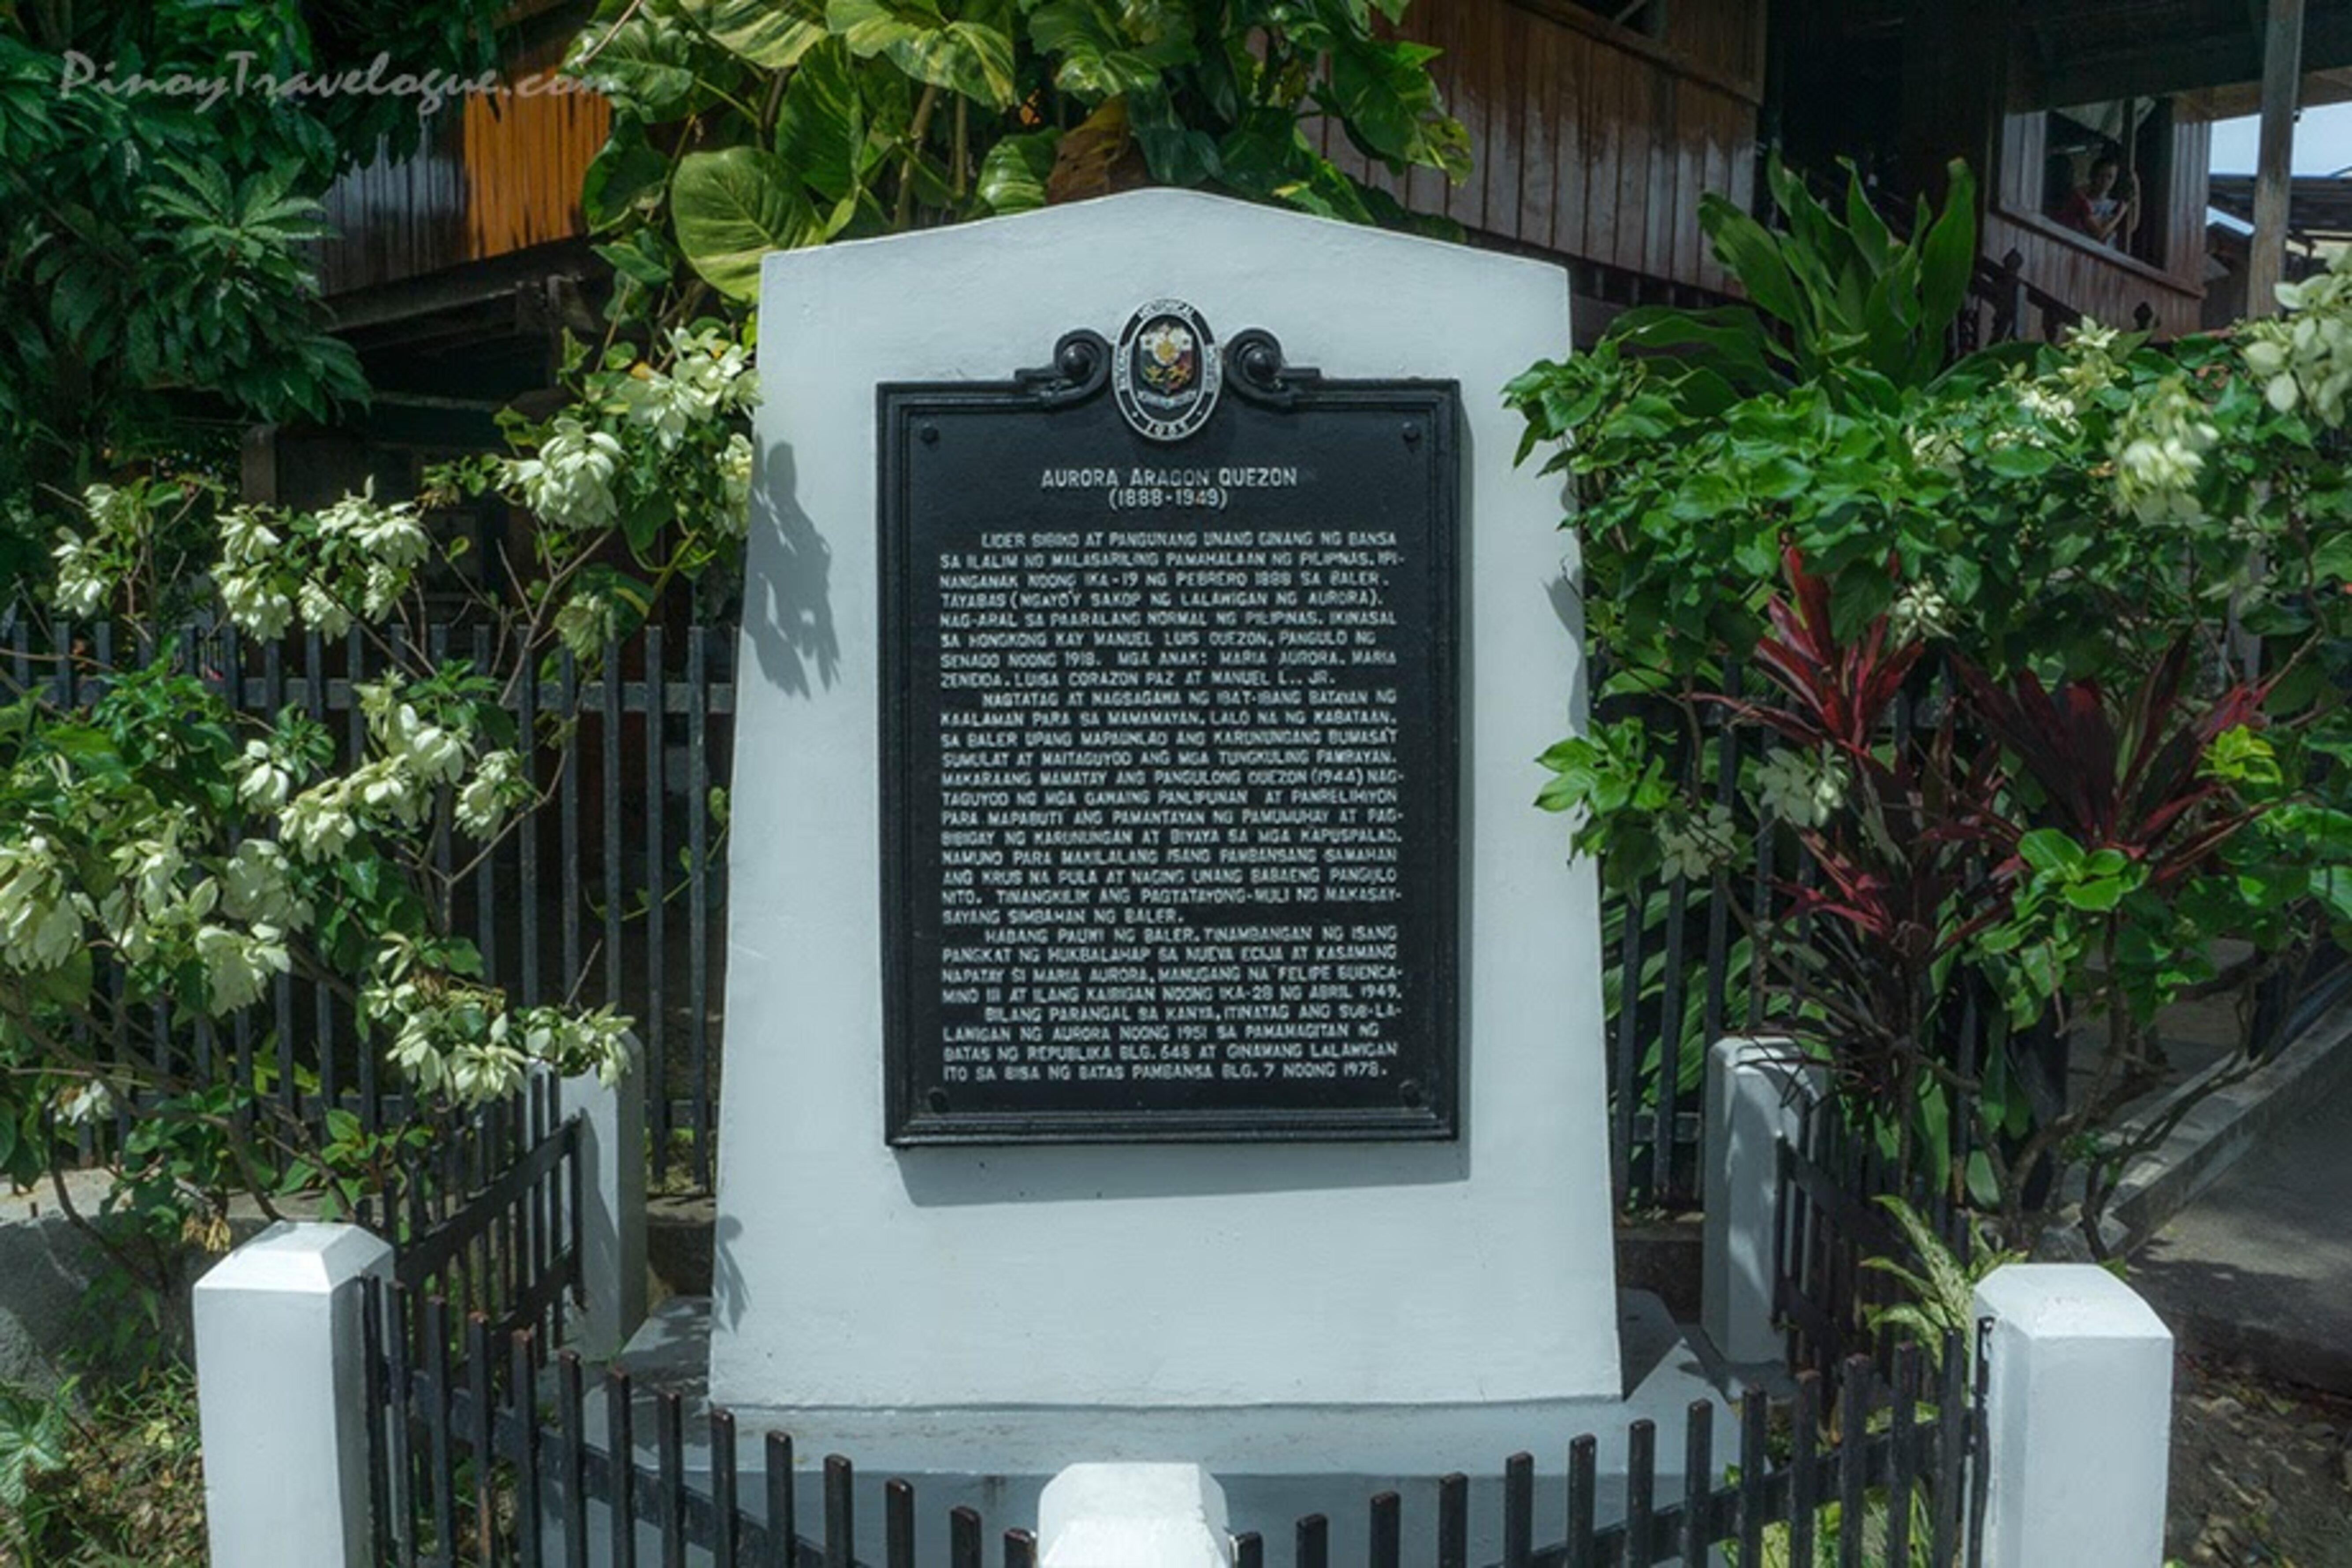 PinoyTravelogue.com
HISTORICAL
1988
AURORA ARAGON QUEZON
(1888-1949)
LIDER SIBIKO AT PANGUNANG UNANG GINANG NG BANSA
SA ILALIM NG MALASARILING PAMAHALAAN NG PILIPINAS. IPI-
NANGANAK NOONG IKA-19 NG PEBRERO 1888 SA BALER,
TAYABAS (NGAYO'Y SAKOP NG LALAWIGAN NG AURORA).
NAG-ARAL SA PAARALANG NORMAL NG PILIPINAS. IKINASAL
SA HONGKONG KAY MANUEL LUIS QUEZON, PANGULO NG
SENADO NOONG 1918. MGA ANAK: MARIA AURORA, MARIA
ZENEIDA, LUISA CORAZON PAZ AT MANUEL L., JR.
NAGTATAG AT NAGSAGAWA NG IBAT-IBANG BATAYAN NG
KAALAMAN PARA SA MAMAMAYAN, LALO NA NG KABATAAN,
SA BALER UPANG MAPAUNLAD ANG KARUNUNGANG BUMASA'T
SUMULAT AT MAITAGUYOD ANG MGA TUNGKULING PAMBAYAN.
MAKARAANG MAMATAY ANG PANGULONG QUEZON (1944) NAG-
TAGUYOD NG MGA GAWAING PANLIPUNAN AT PANRELIHIYON
PARA MAPABUTI ANG PAMANTAYAN NG PAMUMUHAY AT PAG-
BIBIGAY NG KARUNUNGAN AT BIYAYA SA MGA KAPUSPALAD.
NAMUNO PARA MAKILALANG ISANG PAMBANSANG SAMAHAN
ANG KRUS NA PULA AT NAGING UNANG BABAENG PANGULO
NITO. TINANGKILIK ANG PAGTATAYONG-MULI NG MAKASAY-
SAYANG SIMBAHAN NG BALER.
HABANG PAUWI NG BALER, TINAMBANGAN NG ISANG
PANGKAT NG HUKBALAHAP SA NUEVA ECIJA AT KASAMANG
NAPATAY SI MARIA AURORA, MANUGANG NA FELIPE BUENCA-
MINO III AT ILANG KAIBIGAN NOONG IKA-28 NG ABRIL 1949.
BILANG PARANGAL SA KANYA, ITINATAG ANG SUB-LA-
LAWIGAN NG AURORA NOONG 1951 SA PAMAMAGITAN NG
BATAS NG REPUBLIKA BLG. 648 AT GINAWANG LALAWIGAN
ITO SA BISA NG BATAS PAMBANSA BLG. 7 NOONG 1978.